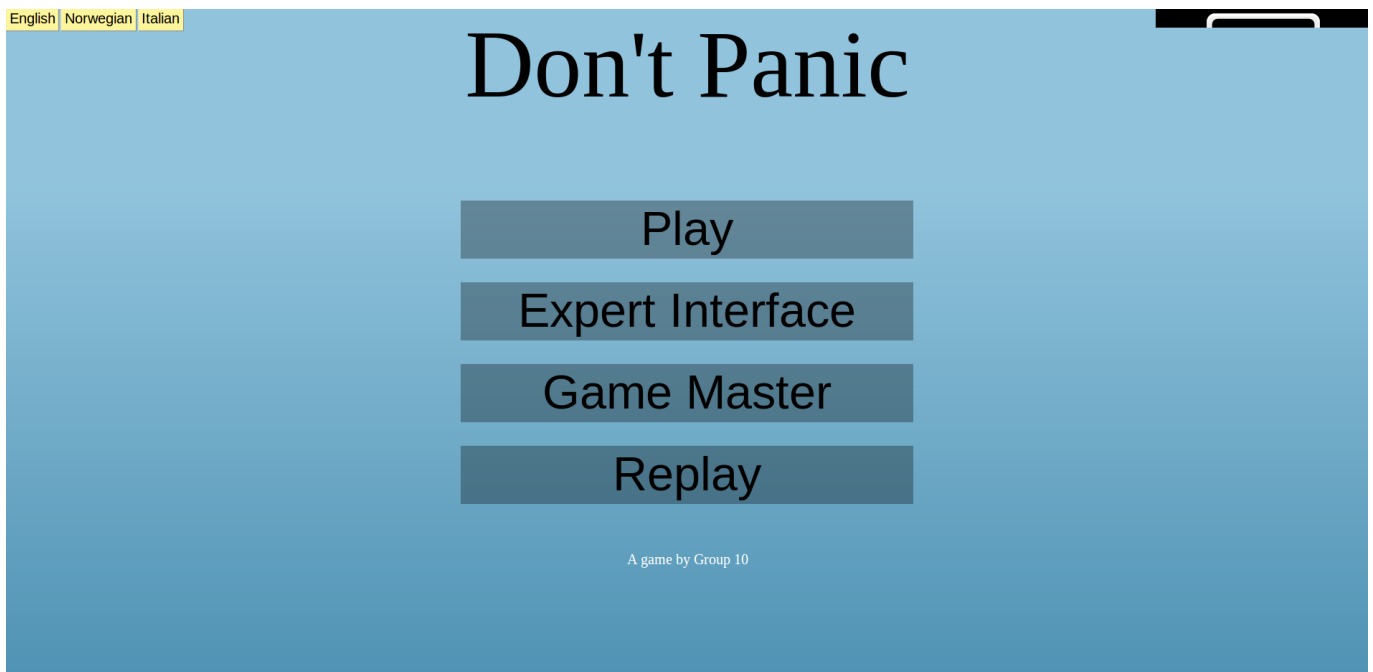 English Norwegian Italian
Don't Panic
Play
Expert Interface
Game Master
Replay
A game by Group 10